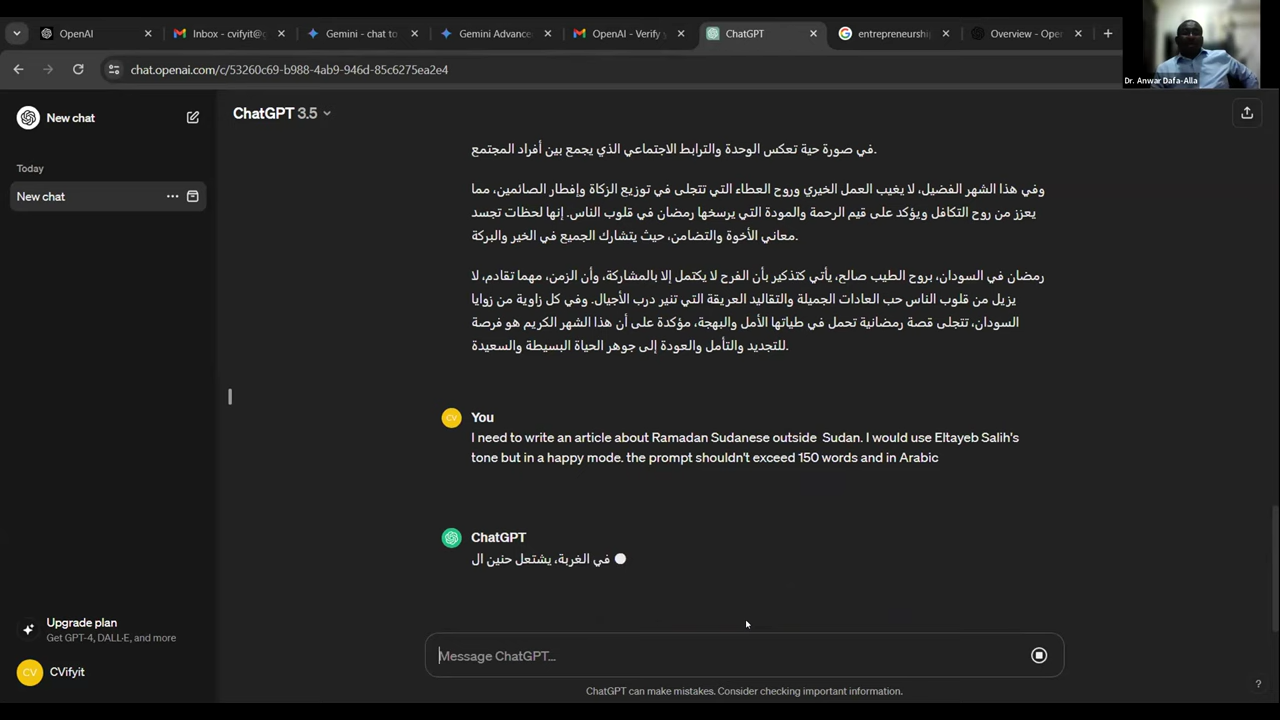 OpenAI
Inbox - cvifyit@g
Gemini - chat to
Gemini Advance
OpenAI - Verify y
ChatGPT
entrepreneurshi
Overview - Open
chat.openai.com/c/53260c69-b988-4ab9-946d-85c6275ea2e4
Dr. Anwar Dafa-Alla
New chat
ChatGPT 3.5
Today
New chat
في صورة حية تعكس الوحدة والترابط الاجتماعي الذي يجمع بين أفراد المجتمع.
وفي هذا الشهر الفضيل، لا يغيب العمل الخيري وروح العطاء التي تتجلى في توزيع الزكاة وإفطار الصائمين، مما
يعزز من روح التكافل ويؤكد على قيم الرحمة والمودة التي يرسخها رمضان في قلوب الناس. إنها لحظات تجسد
معاني الأخوة والتضامن، حيث يتشارك الجميع في الخير والبركة.
رمضان في السودان، بروح الطيب صالح، يأتي كتذكير بأن الفرح لا يكتمل إلا بالمشاركة، وأن الزمن، مهما تقادم، لا
يزيل من قلوب الناس حب العادات الجميلة والتقاليد العريقة التي تنير درب الأجيال. وفي كل زاوية من زوايا
السودان، تتجلى قصة رمضانية تحمل في طياتها الأمل والبهجة، مؤكدة على أن هذا الشهر الكريم هو فرصة
للتجديد والتأمل والعودة إلى جوهر الحياة البسيطة والسعيدة.
CV
You
I need to write an article about Ramadan Sudanese outside Sudan. I would use Eltayeb Salih's
tone but in a happy mode. the prompt shouldn't exceed 150 words and in Arabic
ChatGPT
في الغربة، يشتعل حنين ال
Upgrade plan
Get GPT-4, DALL·E, and more
CV
CVifyit
Message ChatGPT...
ChatGPT can make mistakes. Consider checking important information.
?